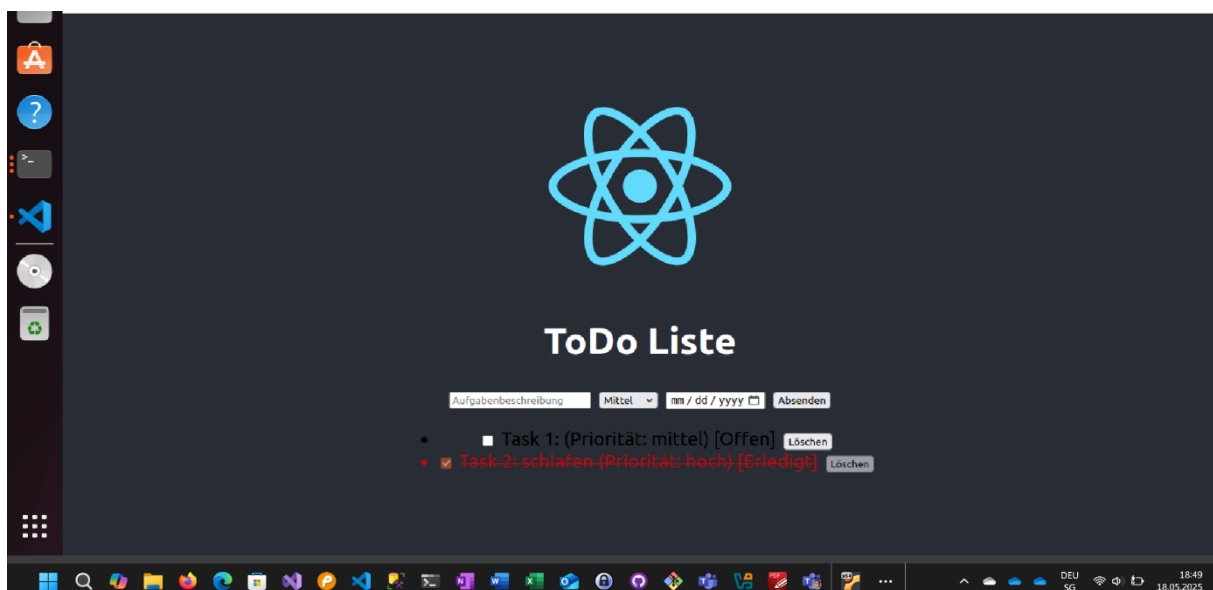 ToDo Liste
Aufgabenbeschreibung Mittel mm / dd / yyyy Absenden
Task 1: (Priorität: mittel) [Offen] Löschen
Task 2: schlafen (Priorität: hoch) [Erledigt] Löschen
DEU 18:49
SG 18.05.2025